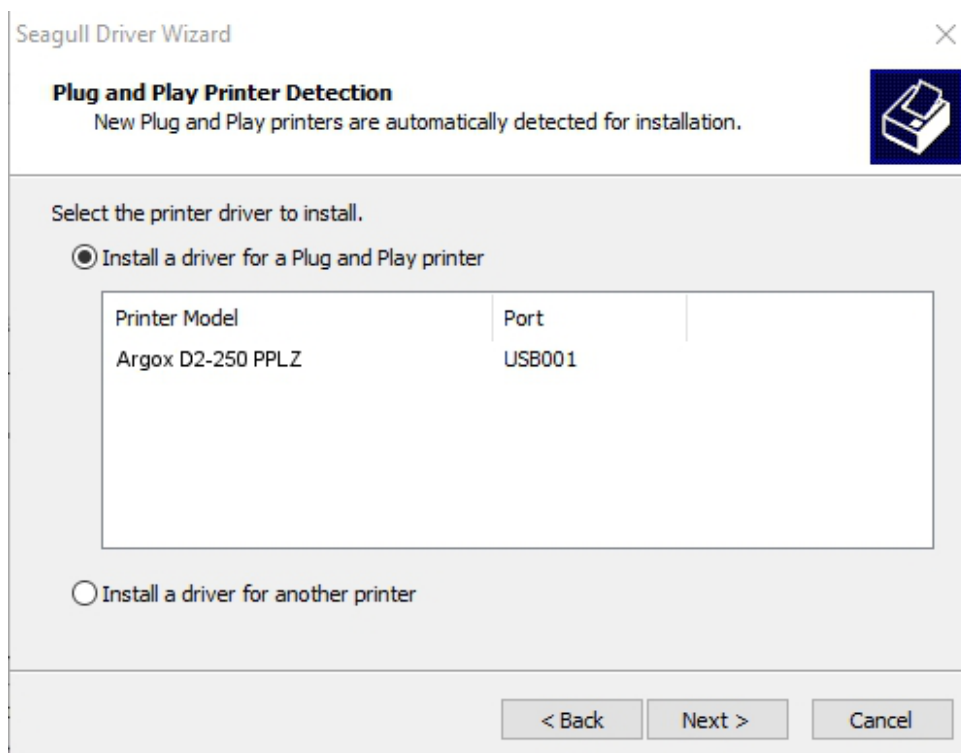 Seagull Driver Wizard
Plug and Play Printer Detection
New Plug and Play printers are automatically detected for installation.
Select the printer driver to install.
Install a driver for a Plug and Play printer
Printer Model Port
Argox D2-250 PPLZ USB001
Install a driver for another printer
< Back Next > Cancel